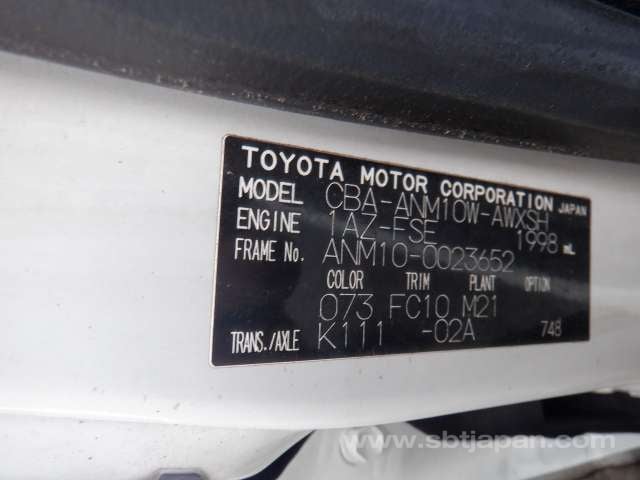 TOYOTA MOTOR CORPORATION JAPAN
MODEL CBA-ANM10W-AWXSH
ENGINE 1AZ-FSE 1998 mL
FRAME No. ANM10-0023652
COLOR TRIM PLANT OPTION
073 FC10 M21
TRANS./AXLE K111 -02A 748
www.sbtjapan.com